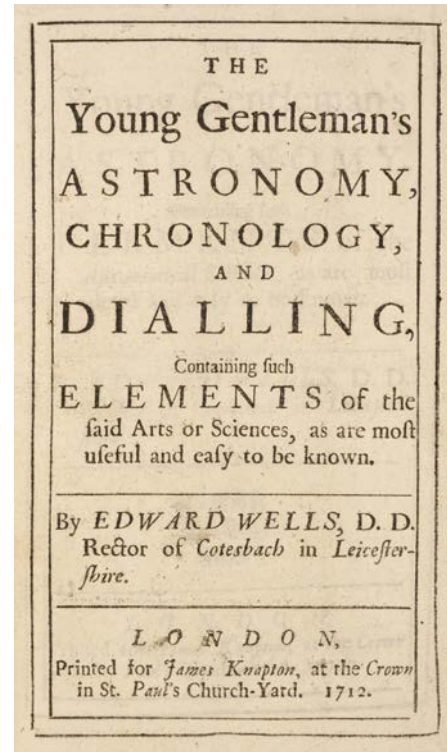 THE
Young Gentleman's
ASTRONOMY,
CHRONOLOGY,
AND
DIALLING,
Containing ſuch
ELEMENTS of the
ſaid Arts or Sciences, as are moſt
uſeful and eaſy to be known.
By EDWARD WELLS, D. D.
Rector of Cotesbach in Leiceſter-
ſhire.
LONDON,
Printed for James Knapton, at the Crown
in St. Paul's Church-Yard. 1712.